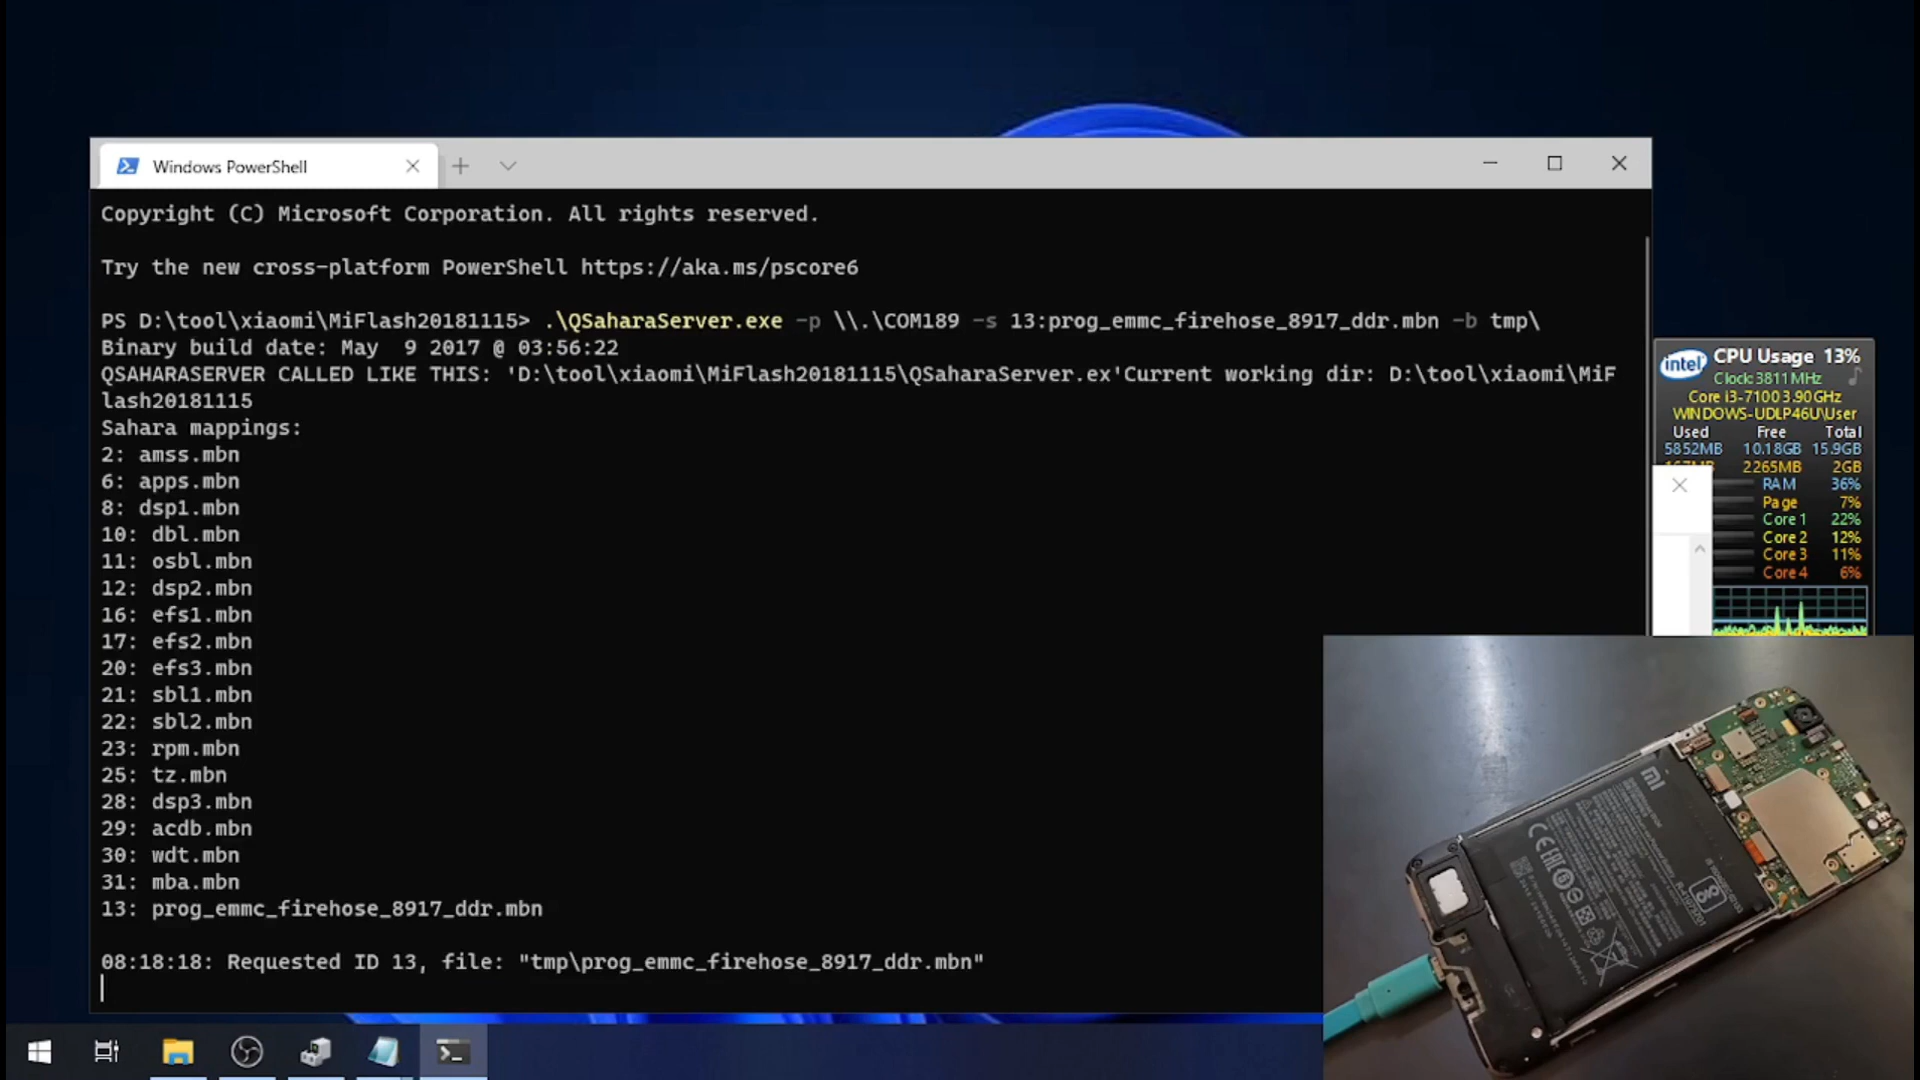 Windows PowerShell
Copyright (C) Microsoft Corporation. All rights reserved.
Try the new cross-platform PowerShell https://aka.ms/pscore6
PS D:\tool\xiaomi\MiFlash20181115> .\QSaharaServer.exe -p \\.\COM189 -s 13:prog_emmc_firehose_8917_ddr.mbn -b tmp\
Binary build date: May  9 2017 @ 03:56:22
QSAHARASERVER CALLED LIKE THIS: 'D:\tool\xiaomi\MiFlash20181115\QSaharaServer.ex'Current working dir: D:\tool\xiaomi\MiF
lash20181115
Sahara mappings:
2: amss.mbn
6: apps.mbn
8: dsp1.mbn
10: dbl.mbn
11: osbl.mbn
12: dsp2.mbn
16: efs1.mbn
17: efs2.mbn
20: efs3.mbn
21: sbl1.mbn
22: sbl2.mbn
23: rpm.mbn
25: tz.mbn
28: dsp3.mbn
29: acdb.mbn
30: wdt.mbn
31: mba.mbn
13: prog_emmc_firehose_8917_ddr.mbn
08:18:18: Requested ID 13, file: "tmp\prog_emmc_firehose_8917_ddr.mbn"
intel
CPU Usage 13%
Clock: 3811MHz
Core i3-7100 3.90GHz
WINDOWS-UDLP46U\User
Used Free Total
5852MB 10.18GB 15.9GB
2265MB 2GB
RAM 36%
Page 7%
Core 1 22%
Core 2 12%
Core 3 11%
Core 4 6%
mi
CE EAC